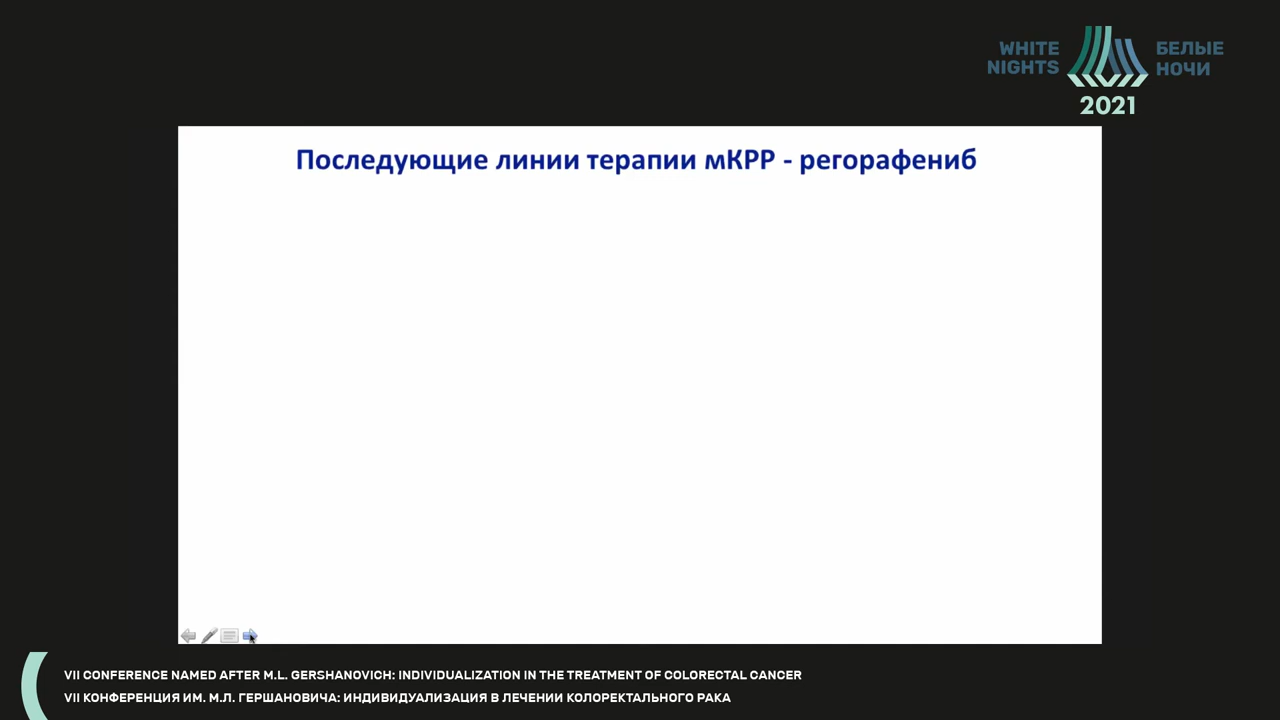 WHITE
NIGHTS
БЕЛЫЕ
НОЧИ
2021
Последующие линии терапии мКРР - регорафениб
VII CONFERENCE NAMED AFTER M.L. GERSHANOVICH: INDIVIDUALIZATION IN THE TREATMENT OF COLORECTAL CANCER
VII КОНФЕРЕНЦИЯ ИМ. М.Л. ГЕРШАНОВИЧА: ИНДИВИДУАЛИЗАЦИЯ В ЛЕЧЕНИИ КОЛОРЕКТАЛЬНОГО РАКА